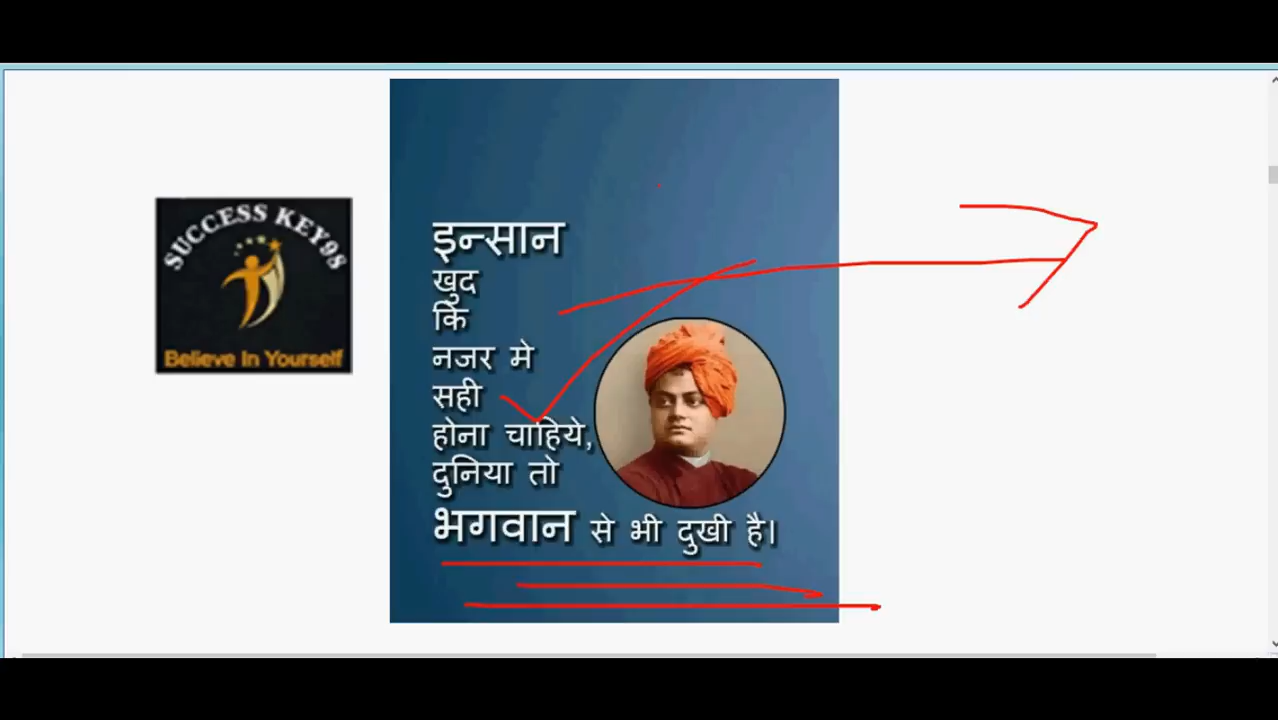 SUCCESS KEY98
Believe In Yourself
इन्सान
खुद
कि
नजर मे
सही
होना चाहिये,
दुनिया तो
भगवान से भी दुखी है।